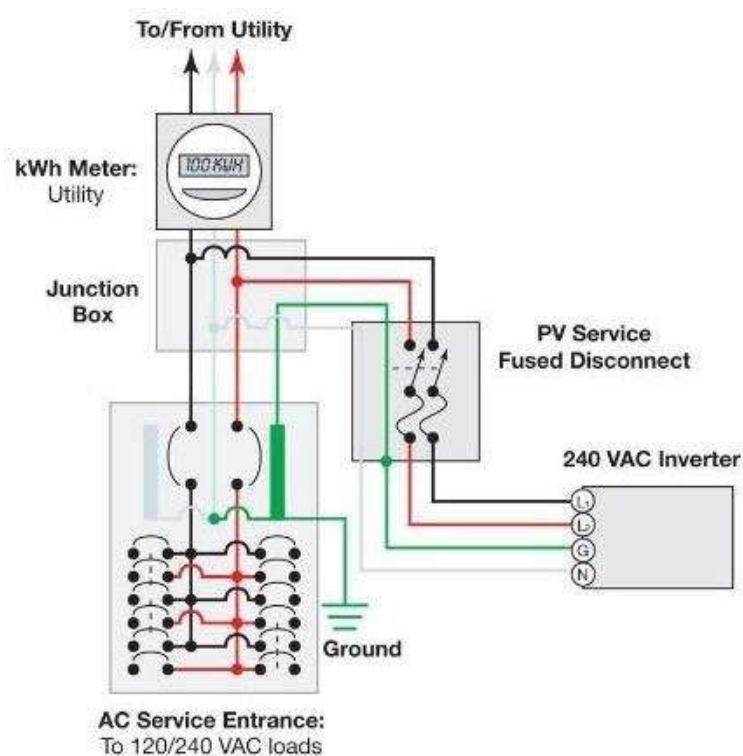 To/From Utility
100 KWH
kWh Meter:
Utility
Junction
Box
PV Service
Fused Disconnect
240 VAC Inverter
L1
L2
G
N
Ground
AC Service Entrance:
To 120/240 VAC loads